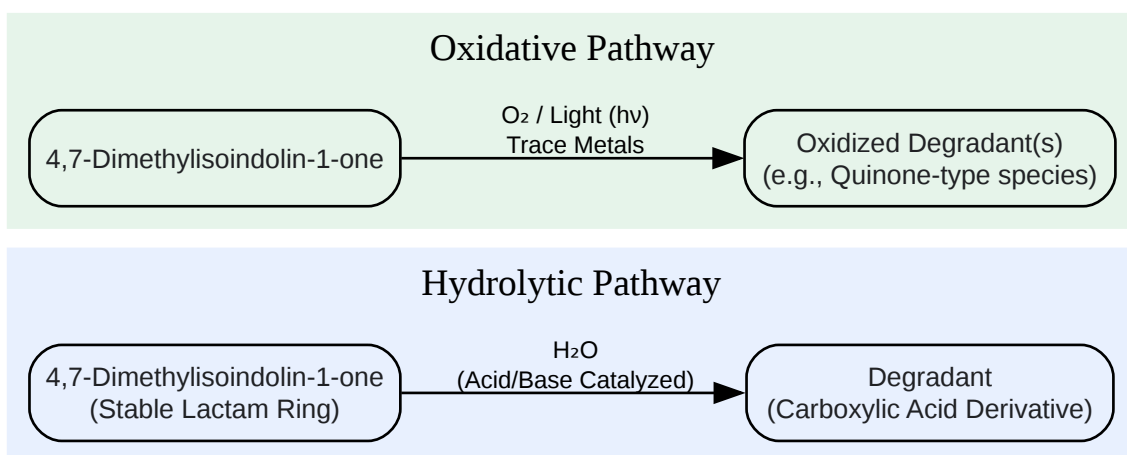 Oxidative Pathway
4,7-Dimethylisoindolin-1-one
O₂ / Light (hν)
Trace Metals
Oxidized Degradant(s)
(e.g., Quinone-type species)
Hydrolytic Pathway
4,7-Dimethylisoindolin-1-one
(Stable Lactam Ring)
H₂O
(Acid/Base Catalyzed)
Degradant
(Carboxylic Acid Derivative)